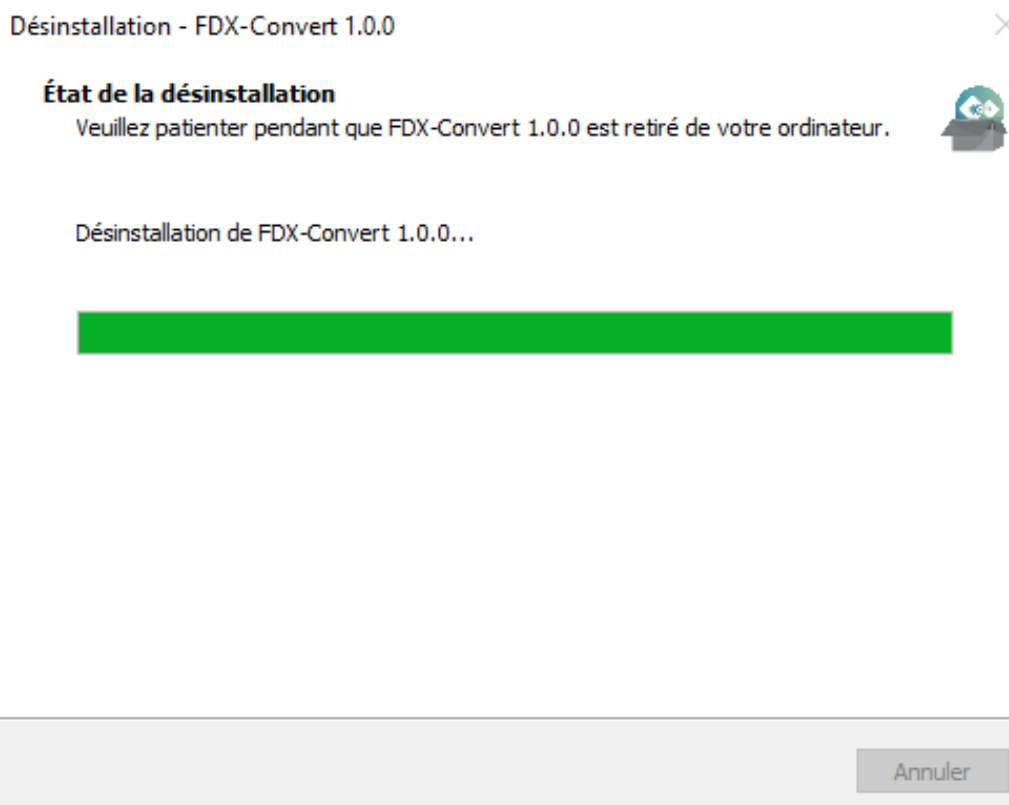 Désinstallation - FDX-Convert 1.0.0
État de la désinstallation
Veuillez patienter pendant que FDX-Convert 1.0.0 est retiré de votre ordinateur.
Désinstallation de FDX-Convert 1.0.0...
Annuler